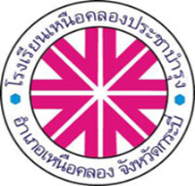 โรงเรียนเหนือคลองประชาบำรุง
อำเภอเหนือคลอง จังหวัดกระบี่